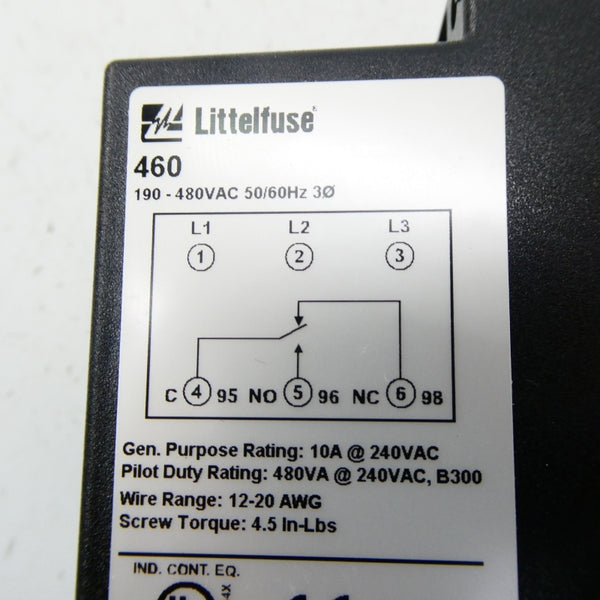 Littelfuse®
460
190 - 480VAC 50/60Hz 3Ø
L1 L2 L3
1 2 3
C 4 95 NO 5 96 NC 6 98
Gen. Purpose Rating: 10A @ 240VAC
Pilot Duty Rating: 480VA @ 240VAC, B300
Wire Range: 12-20 AWG
Screw Torque: 4.5 In-Lbs
IND. CONT. EQ.